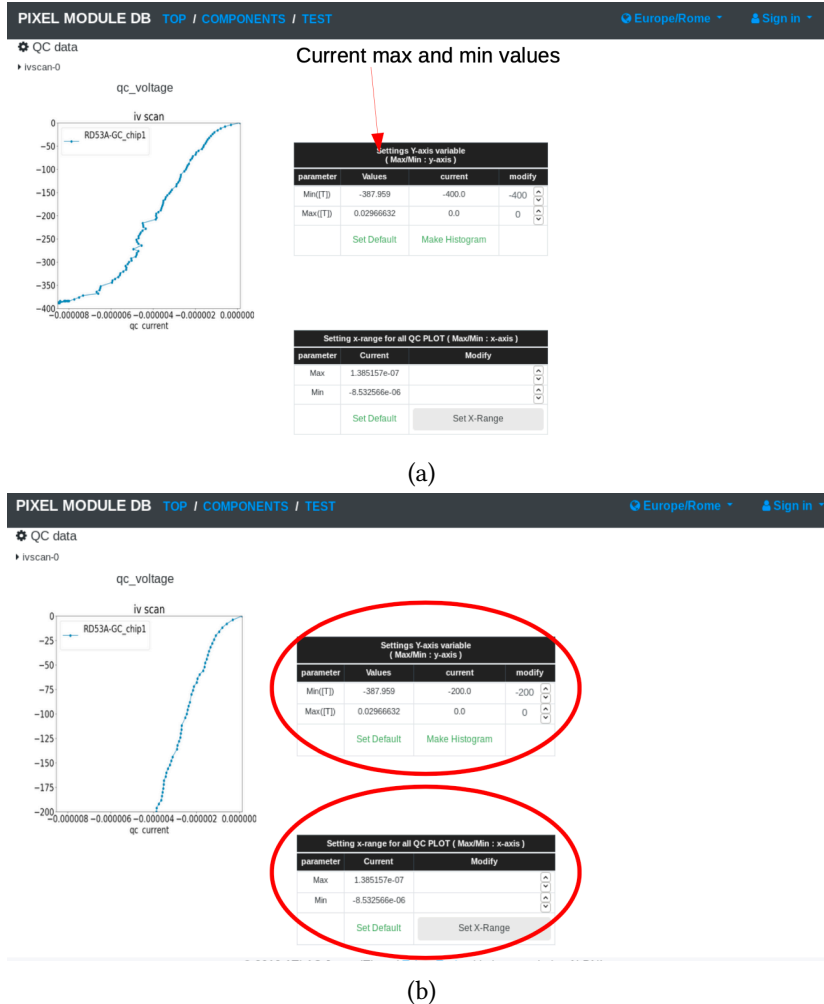 PIXEL MODULE DB TOP / COMPONENTS / TEST Europe/Rome Sign in
QC data
Current max and min values
ivscan-0
qc_voltage
iv scan
RD53A-GC_chip1
0
−50
−100
−150
−200
−250
−300
−350
−400
−0.000008 −0.000006 −0.000004 −0.000002 0.000000
qc current
Settings Y-axis variable
( Max/Min : y-axis )
parameter Values current modify
Min([T]) -387.959 -400.0 -400
Max([T]) 0.02966632 0.0 0
Set Default Make Histogram
Setting x-range for all QC PLOT ( Max/Min : x-axis )
parameter Current Modify
Max 1.385157e-07
Min -8.532566e-06
Set Default Set X-Range
(a)
PIXEL MODULE DB TOP / COMPONENTS / TEST Europe/Rome Sign in
QC data
ivscan-0
qc_voltage
iv scan
RD53A-GC_chip1
0
−25
−50
−75
−100
−125
−150
−175
−200
−0.000008 −0.000006 −0.000004 −0.000002 0.000000
qc current
Settings Y-axis variable
( Max/Min : y-axis )
parameter Values current modify
Min([T]) -387.959 -200.0 -200
Max([T]) 0.02966632 0.0 0
Set Default Make Histogram
Setting x-range for all QC PLOT ( Max/Min : x-axis )
parameter Current Modify
Max 1.385157e-07
Min -8.532566e-06
Set Default Set X-Range
(b)